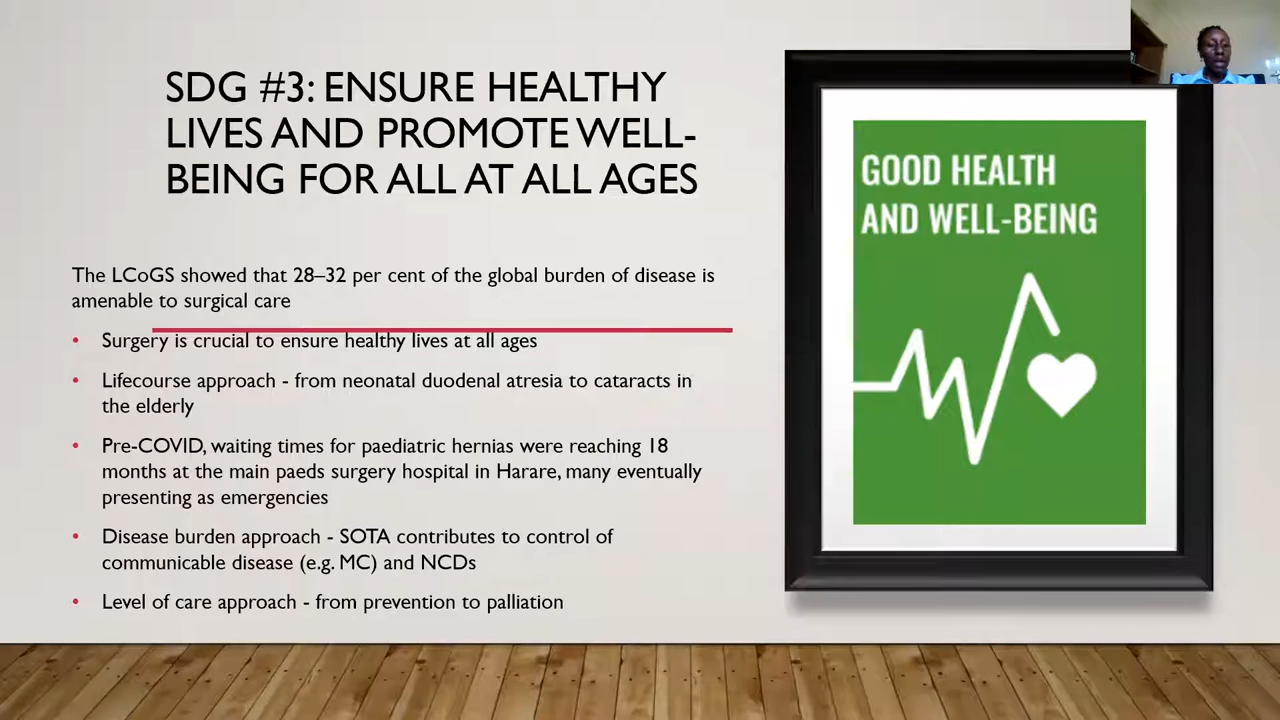 SDG #3: ENSURE HEALTHY
LIVES AND PROMOTE WELL-
BEING FOR ALL AT ALL AGES
The LCoGS showed that 28–32 per cent of the global burden of disease is
amenable to surgical care
• Surgery is crucial to ensure healthy lives at all ages
• Lifecourse approach - from neonatal duodenal atresia to cataracts in
the elderly
• Pre-COVID, waiting times for paediatric hernias were reaching 18
months at the main paeds surgery hospital in Harare, many eventually
presenting as emergencies
• Disease burden approach - SOTA contributes to control of
communicable disease (e.g. MC) and NCDs
• Level of care approach - from prevention to palliation
GOOD HEALTH
AND WELL-BEING